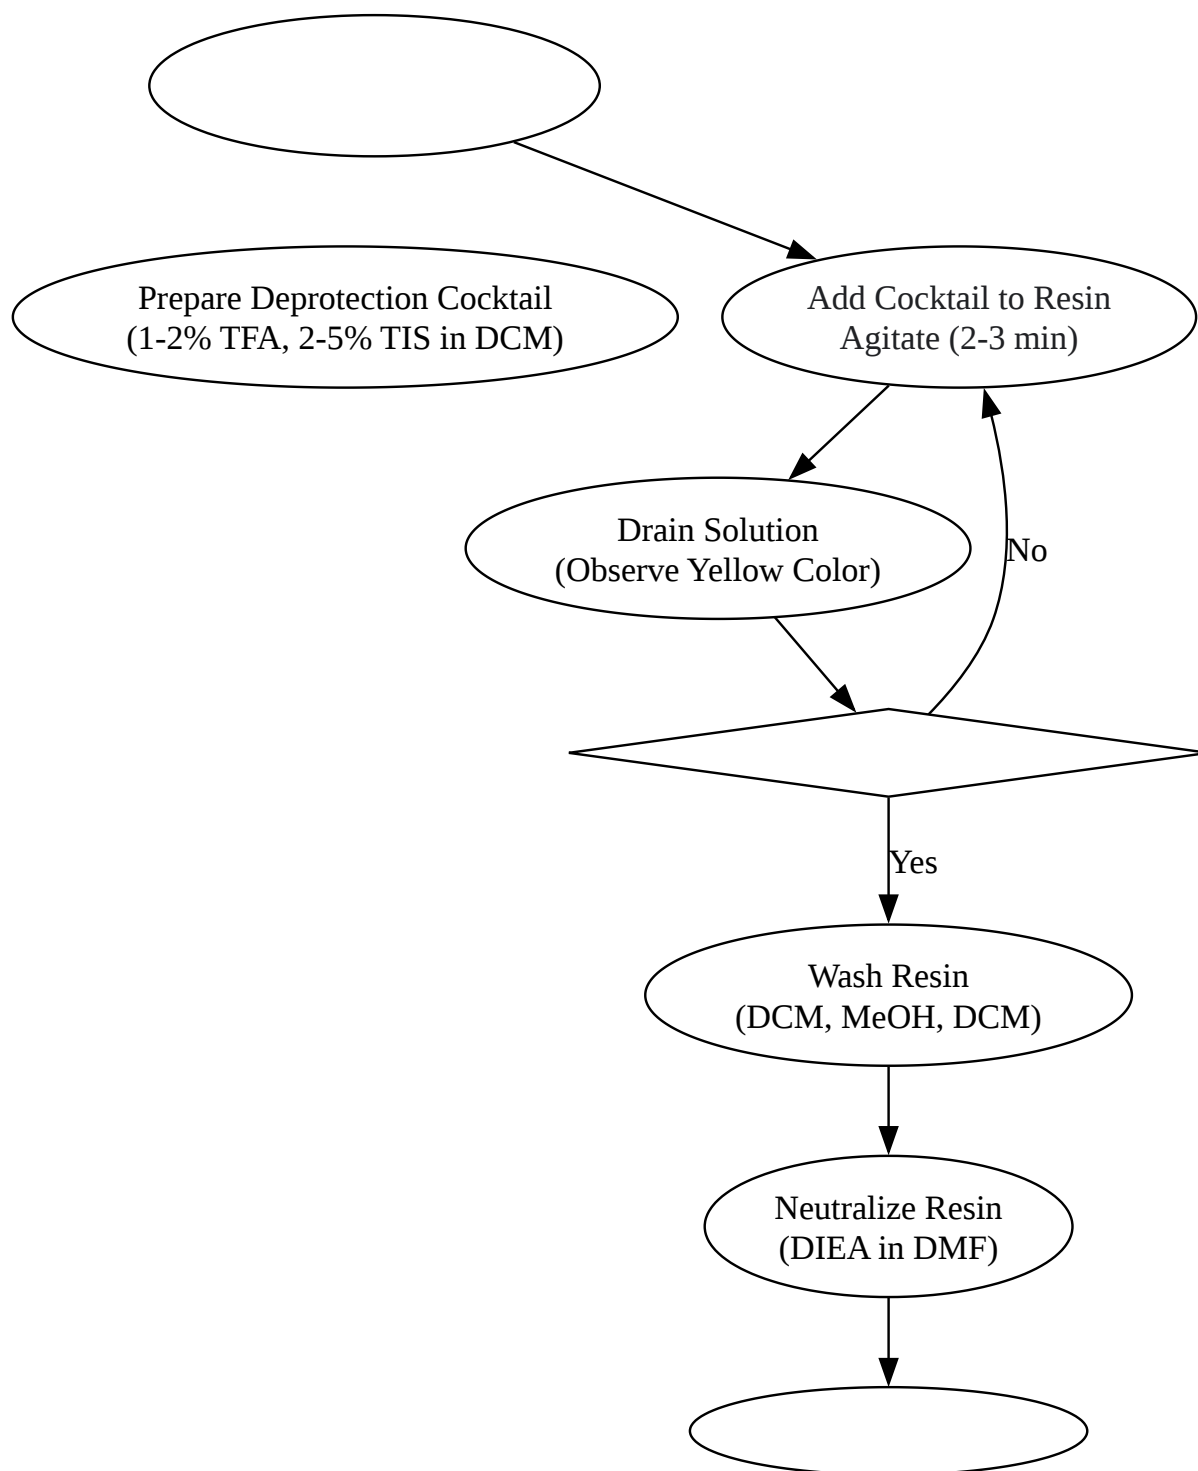 Prepare Deprotection Cocktail
(1-2% TFA, 2-5% TIS in DCM)
Add Cocktail to Resin
Agitate (2-3 min)
Drain Solution
(Observe Yellow Color)
No
Yes
Wash Resin
(DCM, MeOH, DCM)
Neutralize Resin
(DIEA in DMF)